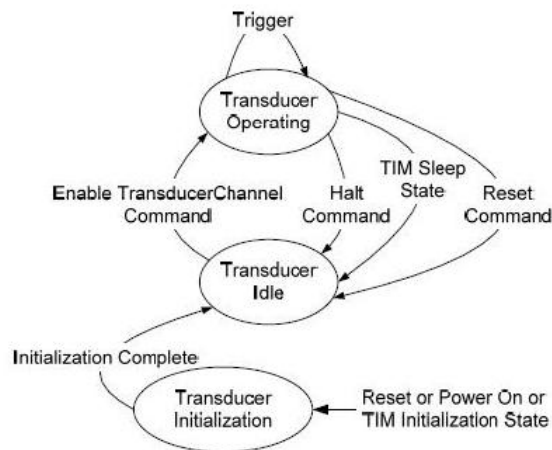 Trigger
Transducer
Operating
Enable TransducerChannel
Command
Halt
Command
TIM Sleep
State
Reset
Command
Transducer
Idle
Initialization Complete
Transducer
Initialization
Reset or Power On or
TIM Initialization State